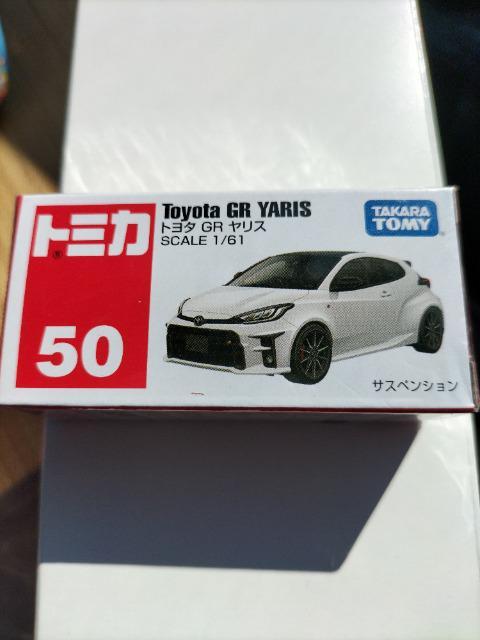 トミカ
50
Toyota GR YARIS
トヨタ GR ヤリス
SCALE 1/61
TAKARA
TOMY
サスペンション